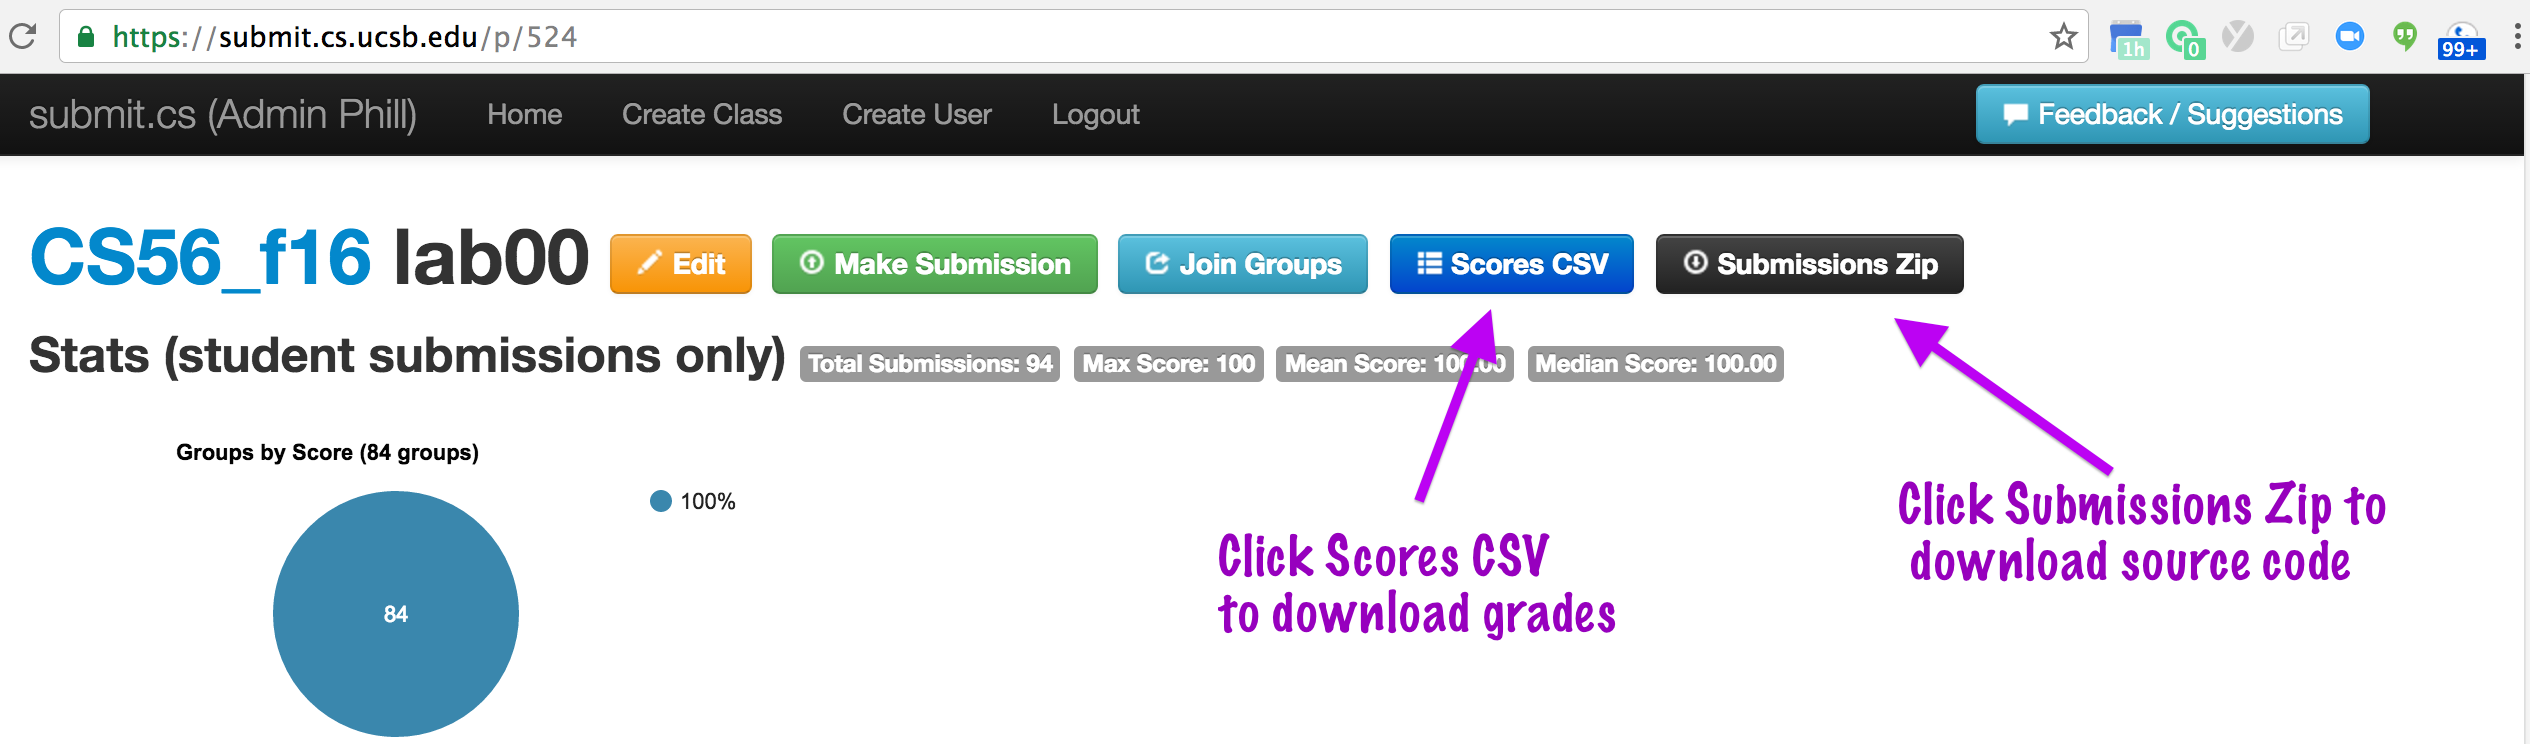 https://submit.cs.ucsb.edu/p/524
1h
0
99+
submit.cs (Admin Phill) Home Create Class Create User Logout Feedback / Suggestions
CS56_f16 lab00 Edit Make Submission Join Groups Scores CSV Submissions Zip
Stats (student submissions only) Total Submissions: 94 Max Score: 100 Mean Score: 100.00 Median Score: 100.00
Groups by Score (84 groups)
100%
84
Click Scores CSV
to download grades
Click Submissions Zip to
download source code